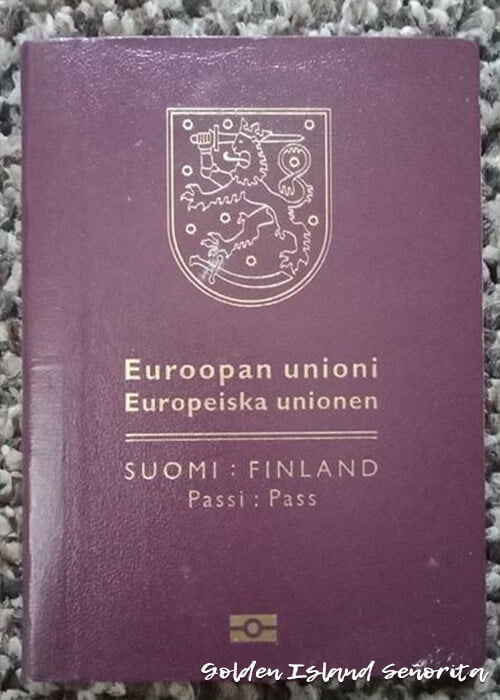 Euroopan unioni
Europeiska unionen
SUOMI : FINLAND
Passi : Pass
Golden Island Señorita